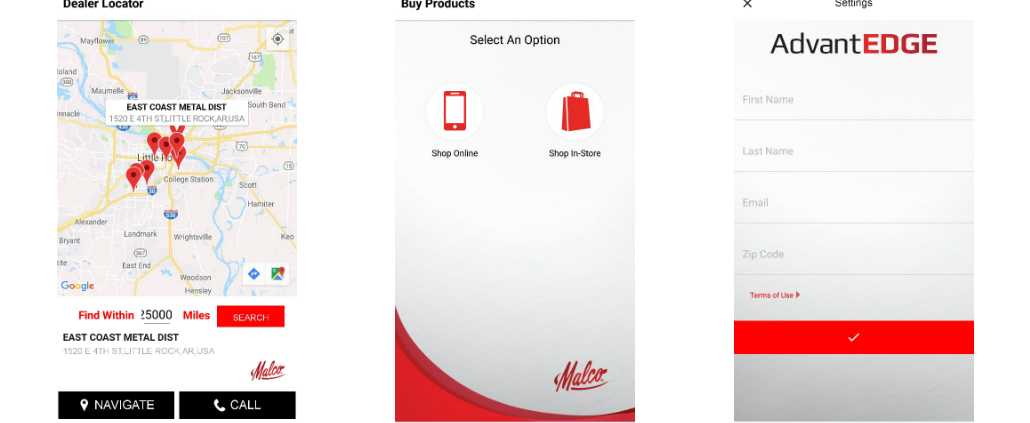 Dealer Locator
Mayflower
Maumelle
Jacksonville
South Bend
EAST COAST METAL DIST
1520 E 4TH ST,LITTLE ROCK,AR,USA
College Station
Scott
Hamiter
Alexander
Landmark
Wrightsville
Keo
Bryant
East End
Woodson
Hensley
Google
Find Within 25000 Miles SEARCH
EAST COAST METAL DIST
1520 E 4TH ST,LITTLE ROCK,AR,USA
Malco
NAVIGATE
CALL
Buy Products
Select An Option
Shop Online
Shop In-Store
Malco
Settings
AdvantEDGE
First Name
Last Name
Email
Zip Code
Terms of Use